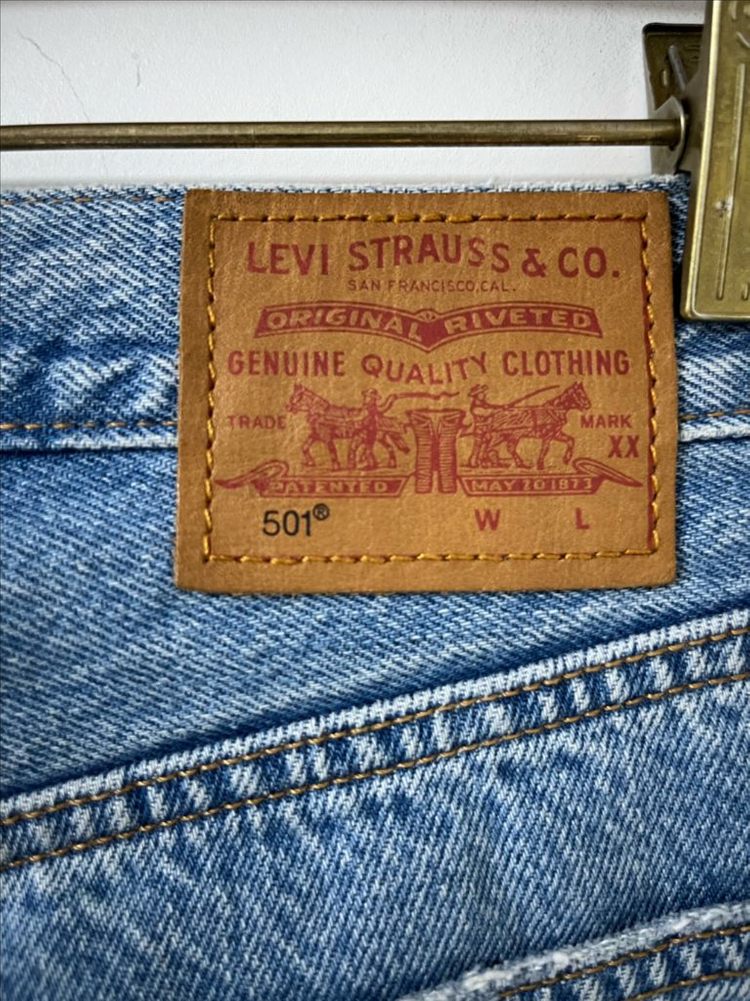 LEVI STRAUSS & CO.
SAN FRANCISCO, CAL.
ORIGINAL RIVETED
GENUINE QUALITY CLOTHING
TRADE MARK
XX
PATENTED MAY 20 1873
501® W L